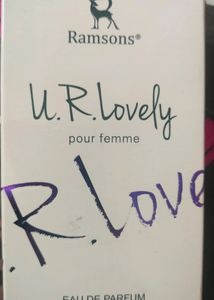 Ramsons®
U.R.Lovely
pour femme
.R.Love
EAU DE PARFUM